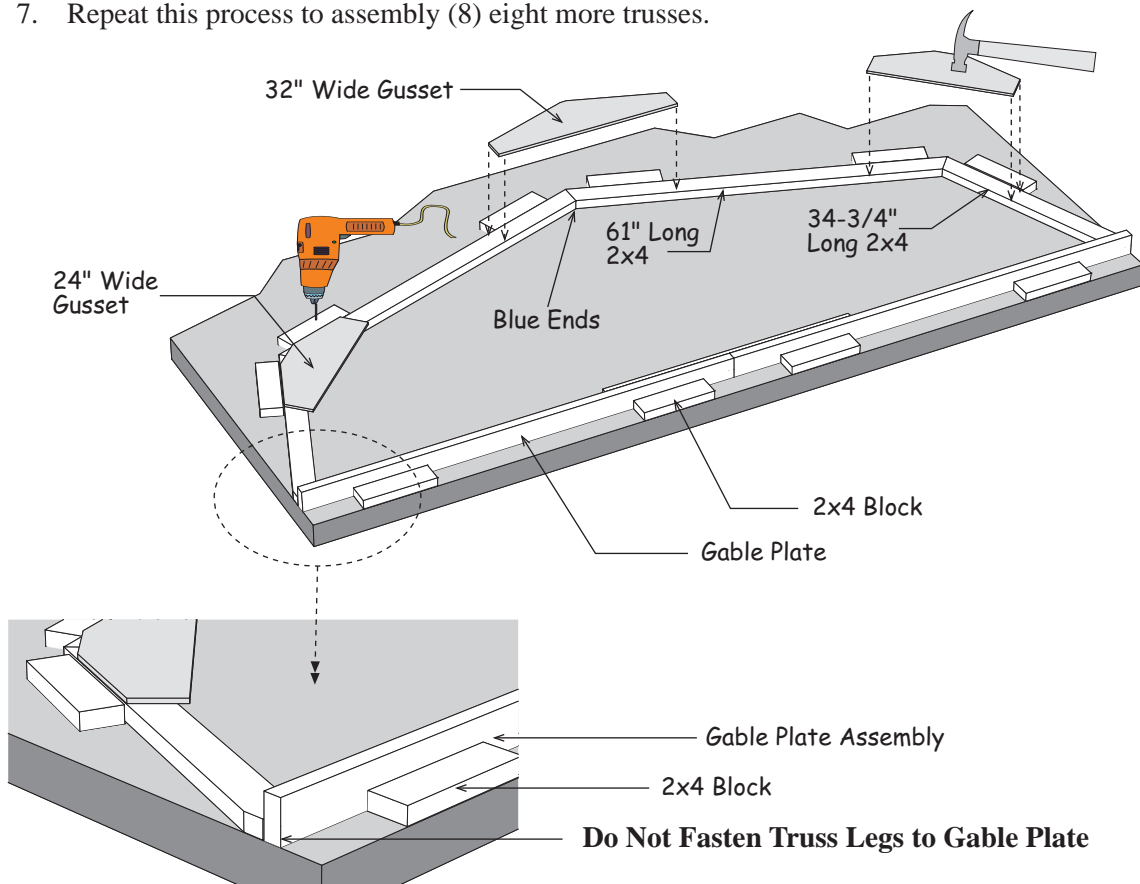 7. Repeat this process to assembly (8) eight more trusses.
32" Wide Gusset
61" Long
2x4
34-3/4"
Long 2x4
24" Wide
Gusset
Blue Ends
2x4 Block
Gable Plate
Gable Plate Assembly
2x4 Block
Do Not Fasten Truss Legs to Gable Plate